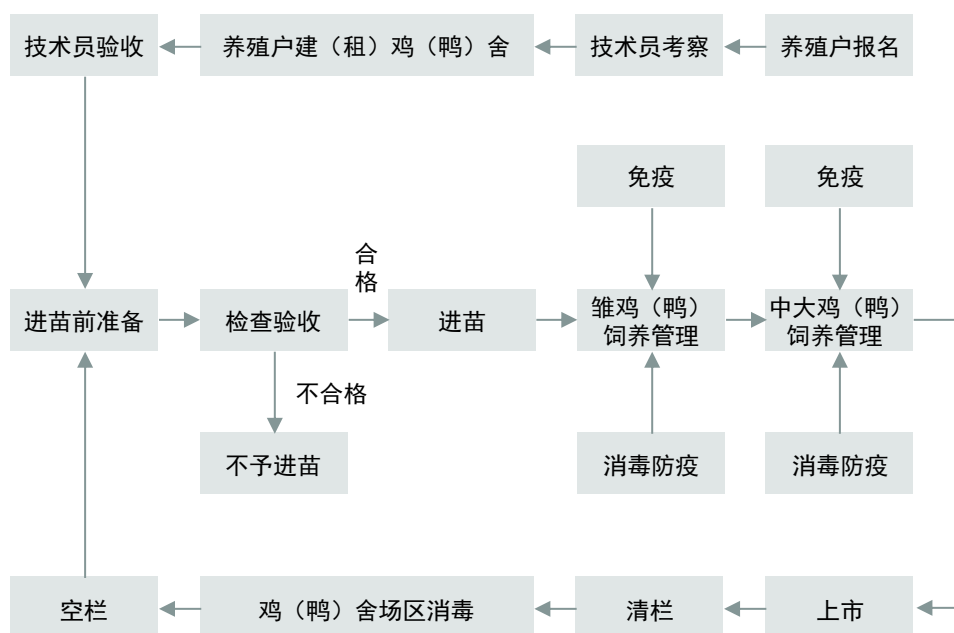 技术员验收
养殖户建（租）鸡（鸭）舍
技术员考察
养殖户报名
免疫
免疫
合
格
进苗前准备
检查验收
进苗
雏鸡（鸭）
饲养管理
中大鸡（鸭）
饲养管理
不合格
不予进苗
消毒防疫
消毒防疫
空栏
鸡（鸭）舍场区消毒
清栏
上市